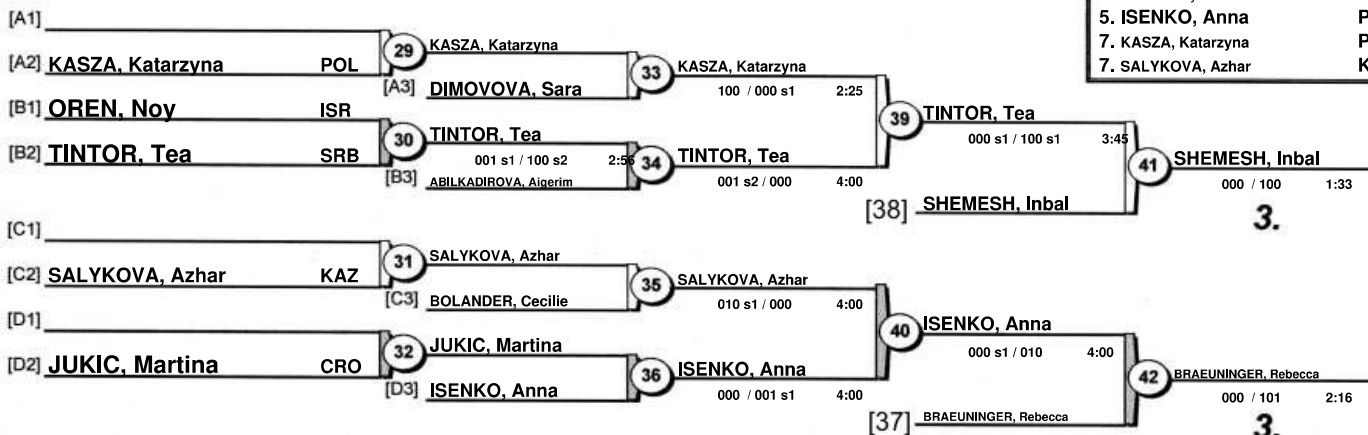 5. ISENKO, Anna P
7. KASZA, Katarzyna P
7. SALYKOVA, Azhar K
[A1]
[A2] KASZA, Katarzyna POL
29
KASZA, Katarzyna
[A3] DIMOVOVA, Sara
33
KASZA, Katarzyna
100 / 000 s1 2:25
[B1] OREN, Noy ISR
[B2] TINTOR, Tea SRB
30
TINTOR, Tea
001 s1 / 100 s2 2:56
[B3] ABILKADIROVA, Aigerim
34
TINTOR, Tea
001 s2 / 000 4:00
39
TINTOR, Tea
000 s1 / 100 s1 3:45
[38] SHEMESH, Inbal
41
SHEMESH, Inbal
000 / 100 1:33
3.
[C1]
[C2] SALYKOVA, Azhar KAZ
31
SALYKOVA, Azhar
[C3] BOLANDER, Cecilie
35
SALYKOVA, Azhar
010 s1 / 000 4:00
[D1]
[D2] JUKIC, Martina CRO
32
JUKIC, Martina
[D3] ISENKO, Anna
36
ISENKO, Anna
000 / 001 s1 4:00
40
ISENKO, Anna
000 s1 / 010 4:00
[37] BRAEUNINGER, Rebecca
42
BRAEUNINGER, Rebecca
000 / 101 2:16
3.